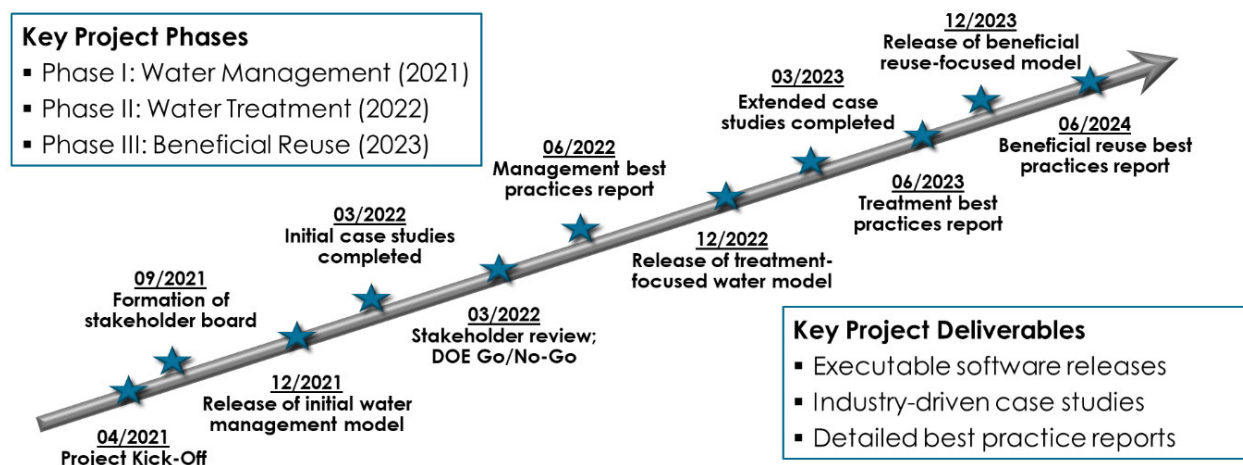 Key Project Phases
▪ Phase I: Water Management (2021)
▪ Phase II: Water Treatment (2022)
▪ Phase III: Beneficial Reuse (2023)
04/2021
Project Kick-Off
09/2021
Formation of
stakeholder board
12/2021
Release of initial water
management model
03/2022
Initial case studies
completed
03/2022
Stakeholder review;
DOE Go/No-Go
06/2022
Management best
practices report
12/2022
Release of treatment-
focused water model
03/2023
Extended case
studies completed
06/2023
Treatment best
practices report
12/2023
Release of beneficial
reuse-focused model
06/2024
Beneficial reuse best
practices report
Key Project Deliverables
▪ Executable software releases
▪ Industry-driven case studies
▪ Detailed best practice reports